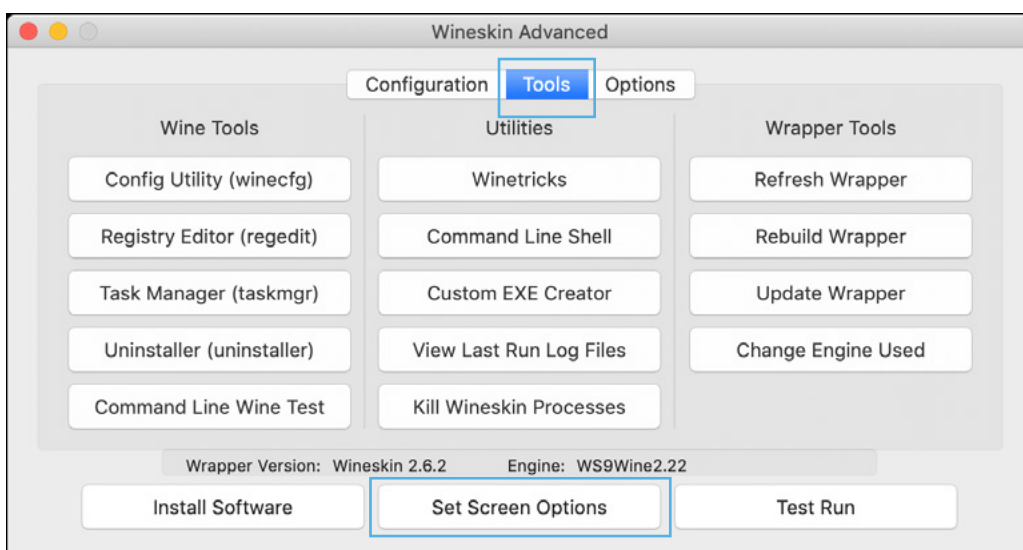 Wineskin Advanced
Configuration Tools Options
Wine Tools Utilities Wrapper Tools
Config Utility (winecfg) Winetricks Refresh Wrapper
Registry Editor (regedit) Command Line Shell Rebuild Wrapper
Task Manager (taskmgr) Custom EXE Creator Update Wrapper
Uninstaller (uninstaller) View Last Run Log Files Change Engine Used
Command Line Wine Test Kill Wineskin Processes
Wrapper Version: Wineskin 2.6.2 Engine: WS9Wine2.22
Install Software Set Screen Options Test Run